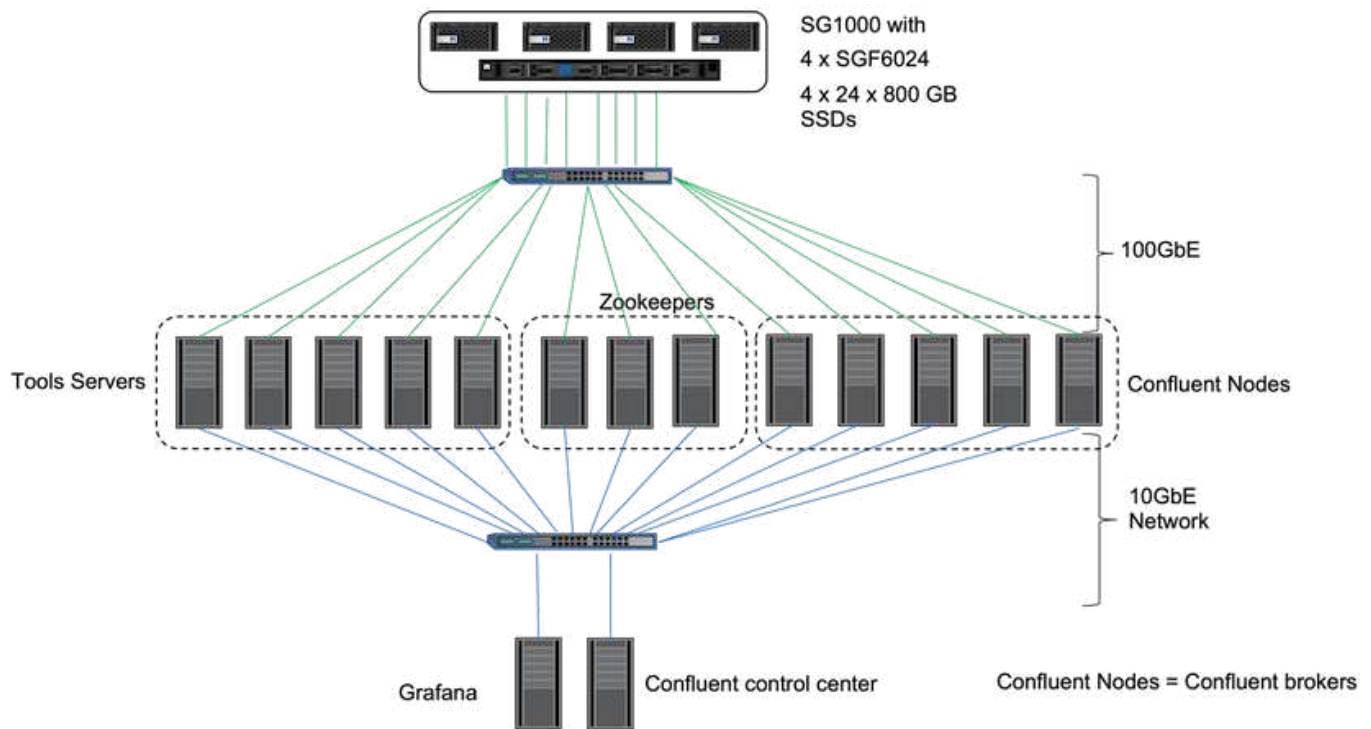 SG1000 with
4 x SGF6024
4 x 24 x 800 GB
SSDs
100GbE
Zookeepers
Tools Servers
Confluent Nodes
10GbE
Network
Grafana
Confluent control center
Confluent Nodes = Confluent brokers